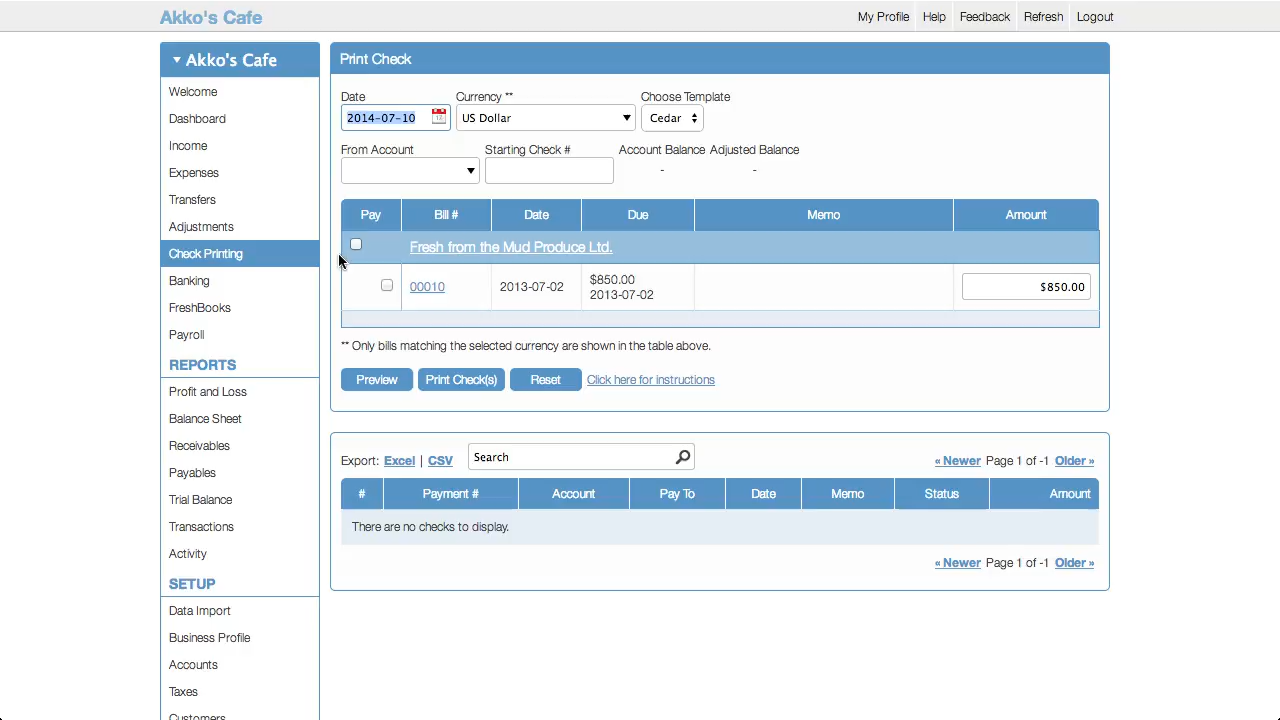 Akko's Cafe
My Profile Help Feedback Refresh Logout
Akko's Cafe
Welcome
Dashboard
Income
Expenses
Transfers
Adjustments
Check Printing
Banking
FreshBooks
Payroll
REPORTS
Profit and Loss
Balance Sheet
Receivables
Payables
Trial Balance
Transactions
Activity
SETUP
Data Import
Business Profile
Accounts
Taxes
Customers
Print Check
Date Currency ** Choose Template
2014-07-10 US Dollar Cedar
From Account Starting Check # Account Balance Adjusted Balance
- -
Pay Bill # Date Due Memo Amount
Fresh from the Mud Produce Ltd.
00010 2013-07-02 $850.00 2013-07-02 $850.00
** Only bills matching the selected currency are shown in the table above.
Preview Print Check(s) Reset Click here for instructions
Export: Excel | CSV Search « Newer Page 1 of -1 Older »
# Payment # Account Pay To Date Memo Status Amount
There are no checks to display.
« Newer Page 1 of -1 Older »